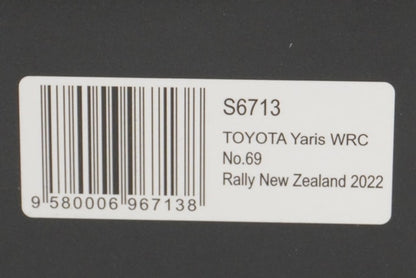 S6713
TOYOTA Yaris WRC
No.69
Rally New Zealand 2022
9 580006 967138